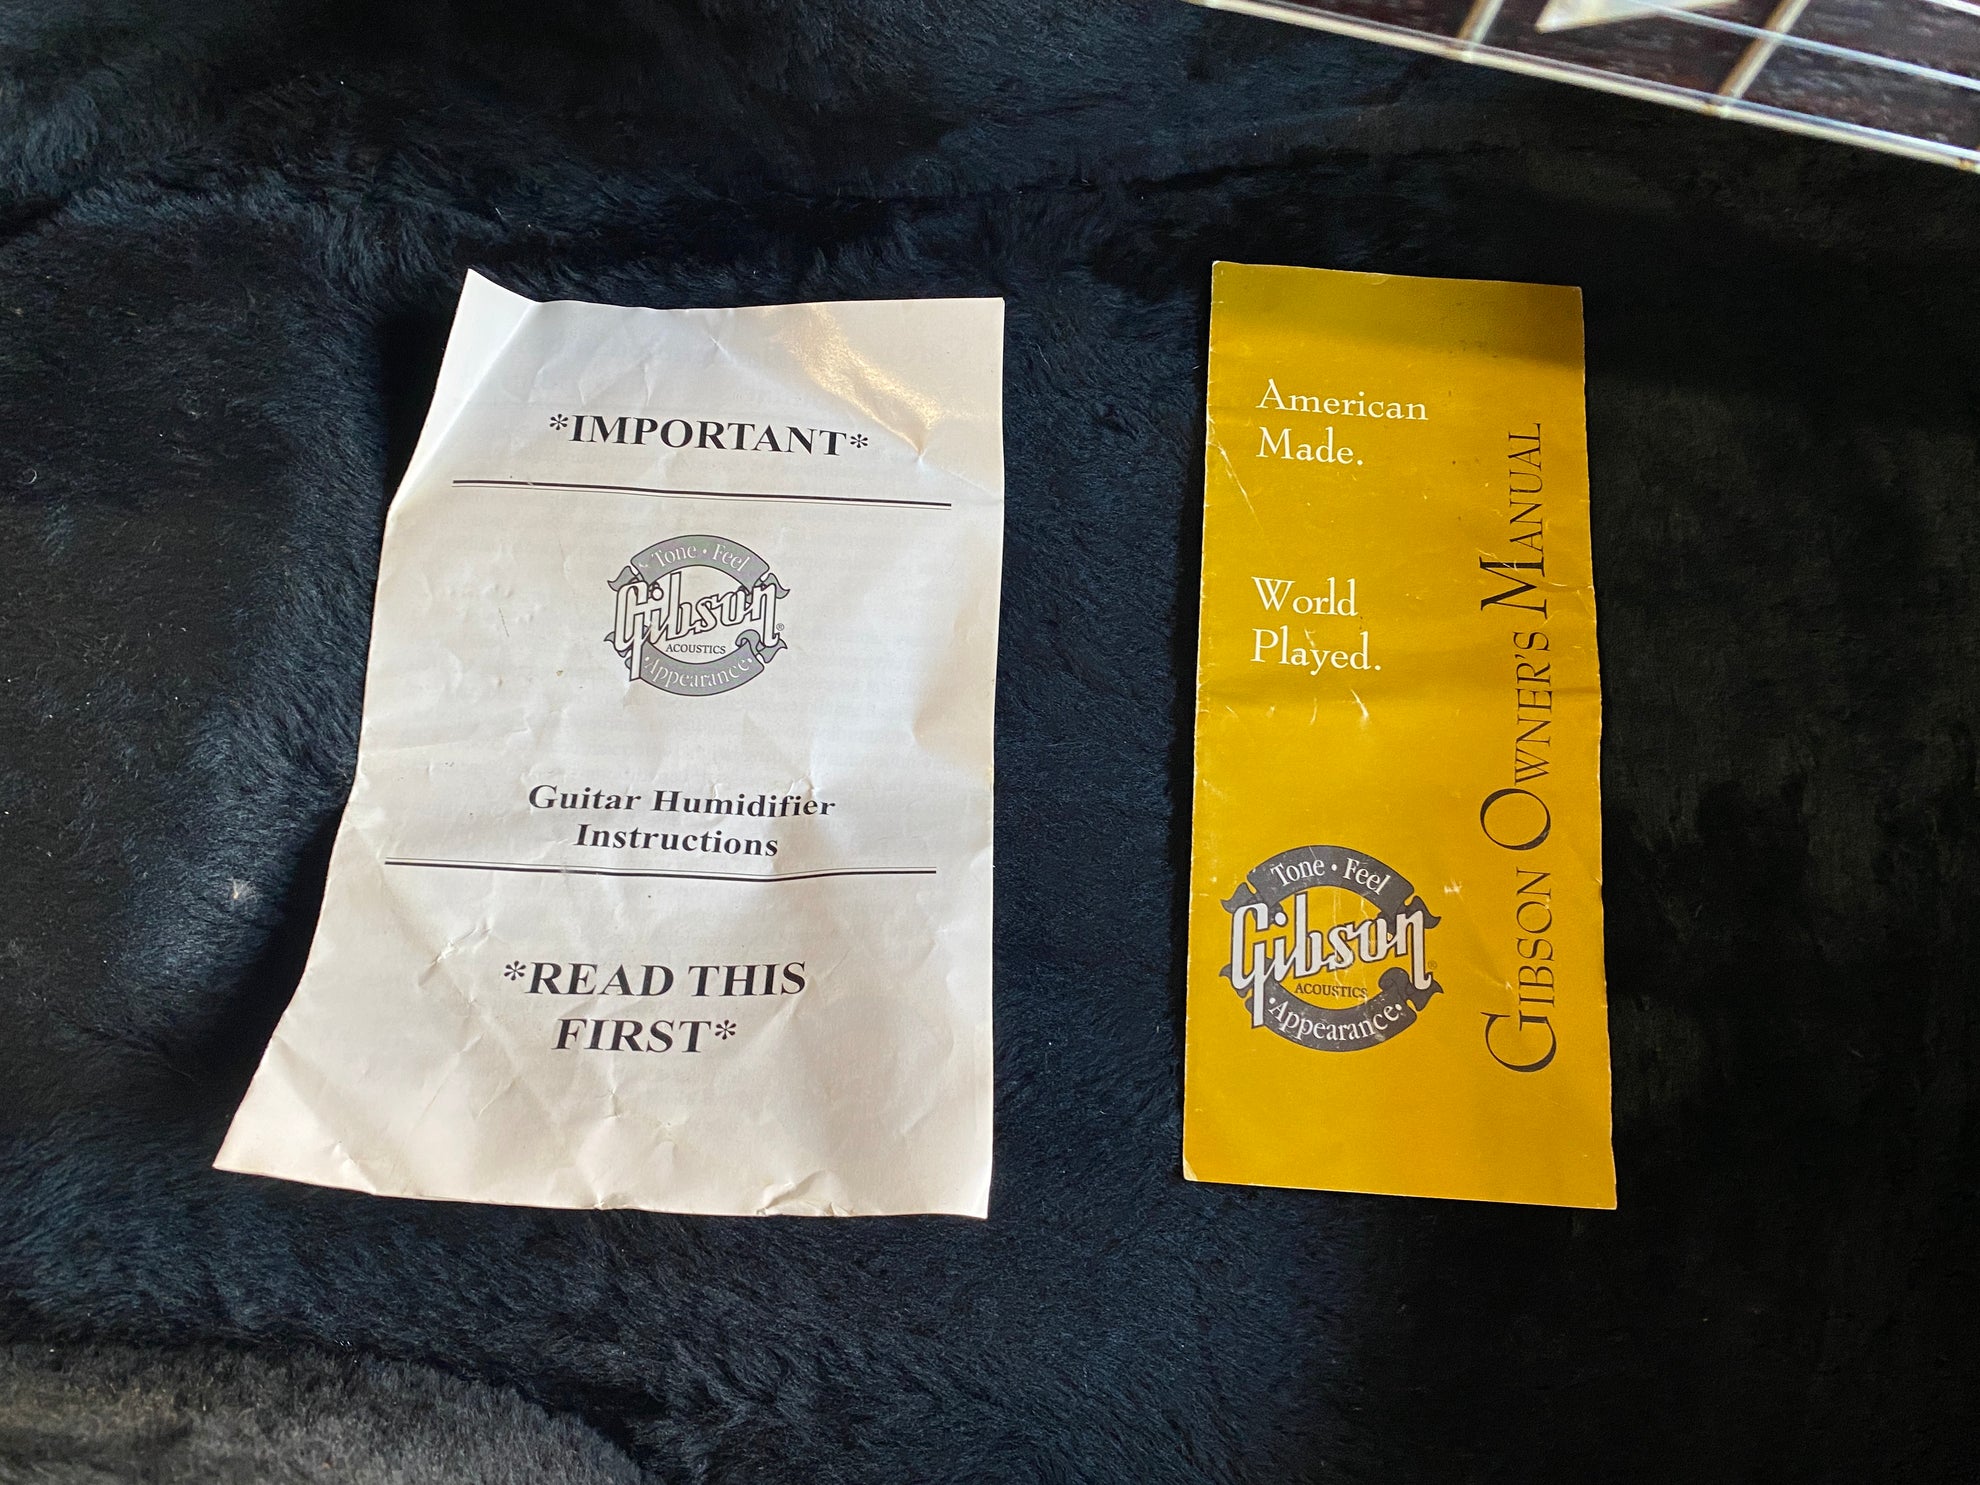 *IMPORTANT*
Tone • Feel
Gibson ®
ACOUSTICS
•Appearance•
Guitar Humidifier
Instructions
*READ THIS
FIRST*
American
Made.
World
Played.
Tone • Feel
Gibson ®
ACOUSTICS
•Appearance•
GIBSON OWNER'S MANUAL